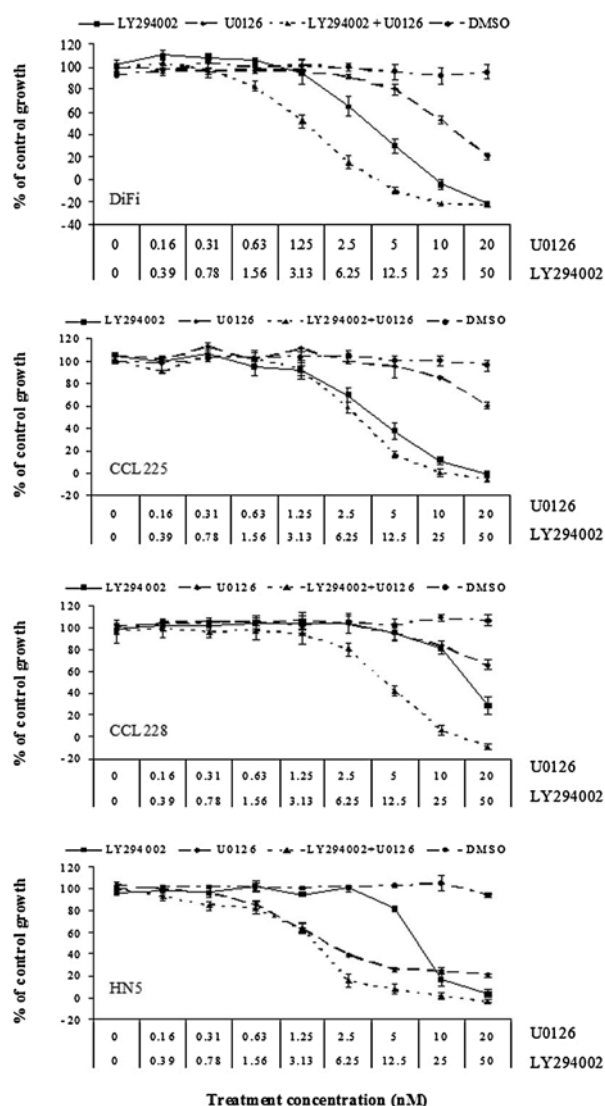 LY294002 U0126 LY294002 + U0126 DMSO
% of control growth
120
100
80
60
40
20
0
-20
-40
DiFi
0 0.16 0.31 0.63 1.25 2.5 5 10 20 U0126
0 0.39 0.78 1.56 3.13 6.25 12.5 25 50 LY294002
LY294002 U0126 LY294002+U0126 DMSO
% of control growth
120
100
80
60
40
20
0
-20
CCL 225
0 0.16 0.31 0.63 1.25 2.5 5 10 20 U0126
0 0.39 0.78 1.56 3.13 6.25 12.5 25 50 LY294002
LY294002 U0126 LY294002+U0126 DMSO
% of control growth
120
100
80
60
40
20
0
-20
CCL 228
0 0.16 0.31 0.63 1.25 2.5 5 10 20 U0126
0 0.39 0.78 1.56 3.13 6.25 12.5 25 50 LY294002
LY294002 U0126 LY294002+U0126 DMSO
% of control growth
120
100
80
60
40
20
0
-20
HN5
0 0.16 0.31 0.63 1.25 2.5 5 10 20 U0126
0 0.39 0.78 1.56 3.13 6.25 12.5 25 50 LY294002
Treatment concentration (nM)